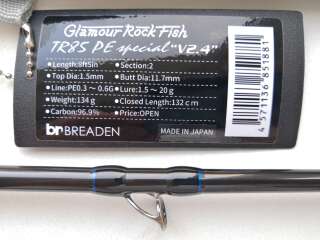 Glamour Rock Fish
TR85 PE special "V2.4"
•Length:8ft5in •Section:2
•Top Dia:1.5mm •Butt Dia:11.7mm
•Line:PE0.3 ~ 0.6G •Lure:1.5 ~ 20g
•Weight:134g •Closed Length:132cm
•Carbon:96.9% •Price:OPEN
br BREADEN MADE IN JAPAN
4 571136 851881